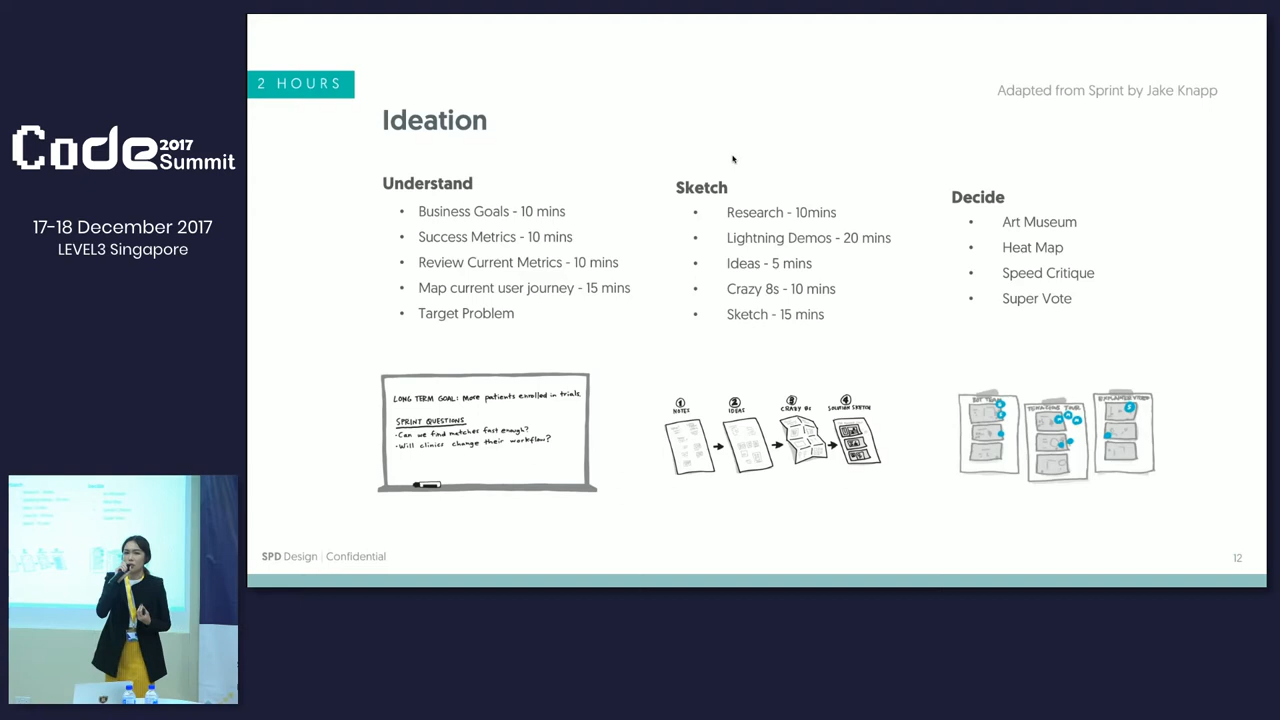 Code 2017 Summit
17-18 December 2017
LEVEL3 Singapore
2 HOURS
Adapted from Sprint by Jake Knapp
Ideation
Understand
• Business Goals - 10 mins
• Success Metrics - 10 mins
• Review Current Metrics - 10 mins
• Map current user journey - 15 mins
• Target Problem
Sketch
• Research - 10mins
• Lightning Demos - 20 mins
• Ideas - 5 mins
• Crazy 8s - 10 mins
• Sketch - 15 mins
Decide
• Art Museum
• Heat Map
• Speed Critique
• Super Vote
LONG TERM GOAL: More patients enrolled in trials.
SPRINT QUESTIONS
- Can we find matches fast enough?
- Will clinics change their workflow?
1 2 3 4
NOTES IDEAS CRAZY 8s SOLUTION SKETCH
SPD Design | Confidential
12